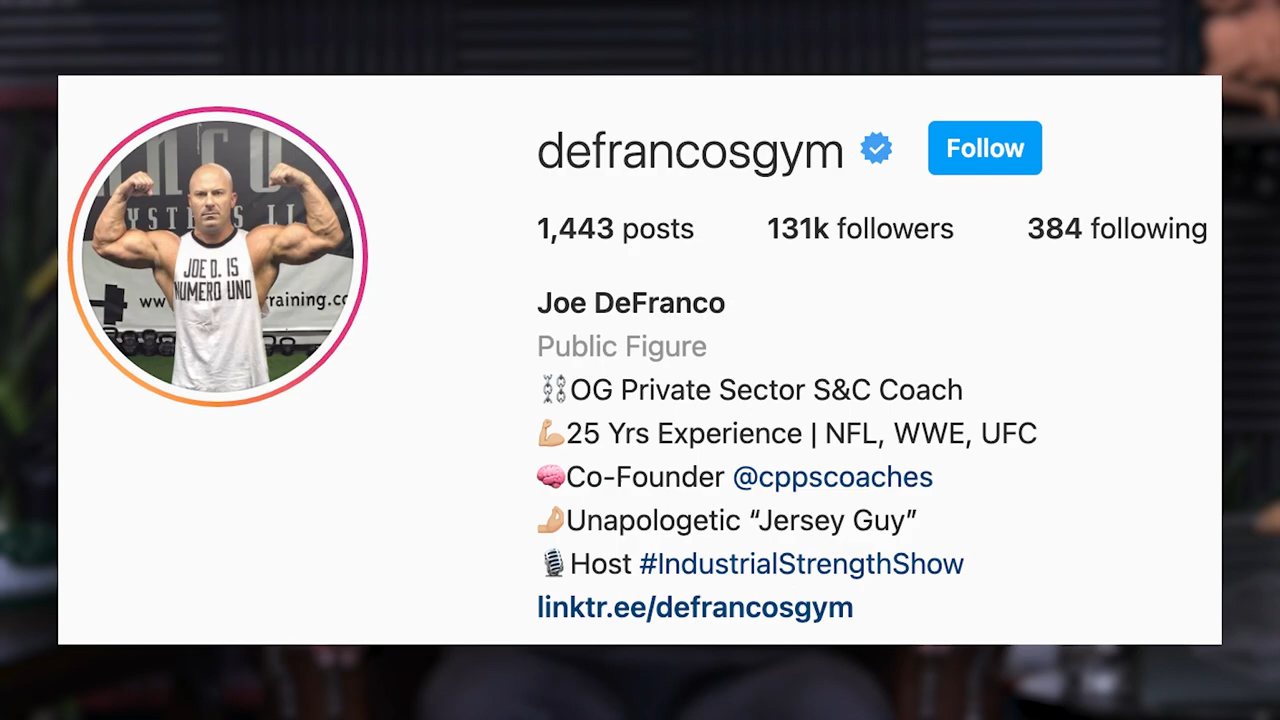 defrancosgym
Follow
1,443 posts 131k followers 384 following
Joe DeFranco
Public Figure
⛓️OG Private Sector S&C Coach
💪🏼25 Yrs Experience | NFL, WWE, UFC
🧠Co-Founder @cppscoaches
🤌🏼Unapologetic “Jersey Guy”
🎙️Host #IndustrialStrengthShow
linktr.ee/defrancosgym
JOE D. IS
NUMERO UNO